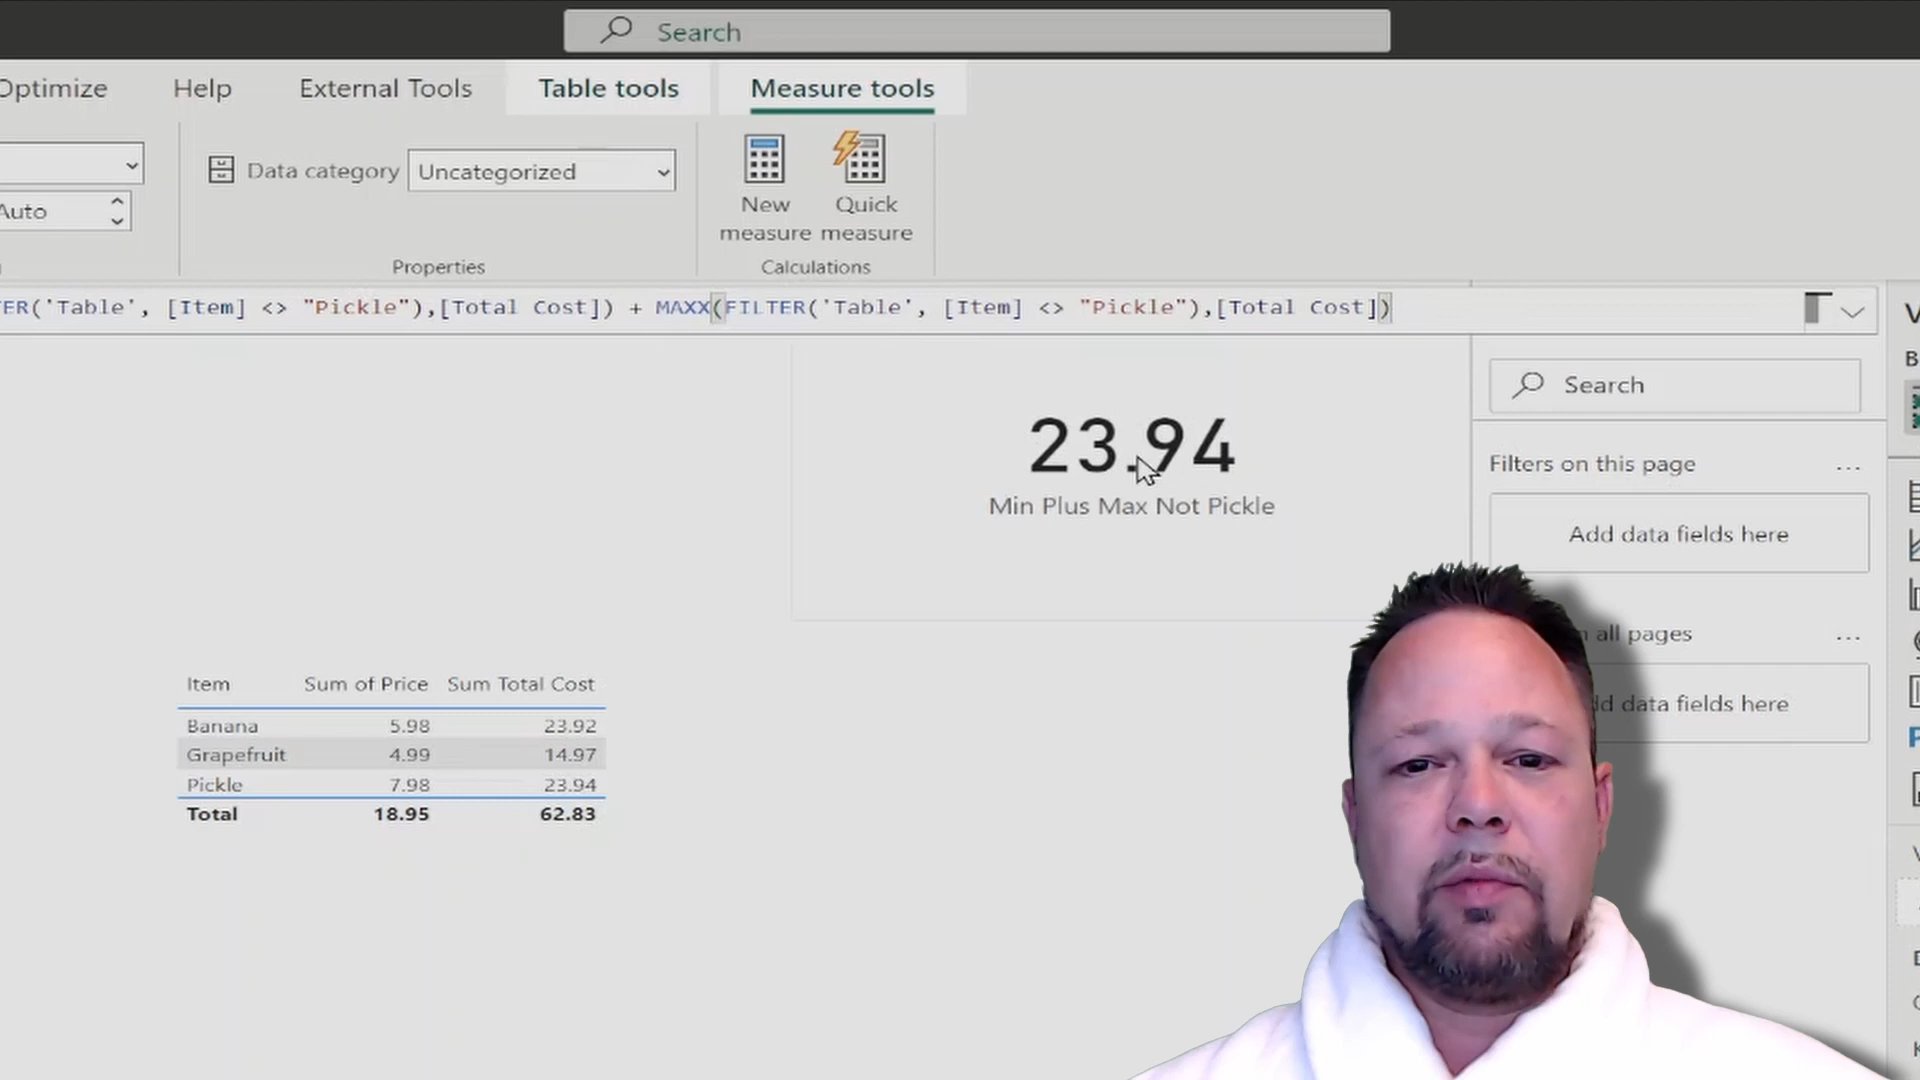 Search
Optimize Help External Tools Table tools Measure tools
Data category Uncategorized
Auto
New measure
Quick measure
Properties
Calculations
ER('Table', [Item] <> "Pickle"),[Total Cost]) + MAXX(FILTER('Table', [Item] <> "Pickle"),[Total Cost])
23.94
Min Plus Max Not Pickle
Search
Filters on this page ...
Add data fields here
all pages ...
data fields here
Item Sum of Price Sum Total Cost
Banana 5.98 23.92
Grapefruit 4.99 14.97
Pickle 7.98 23.94
Total 18.95 62.83